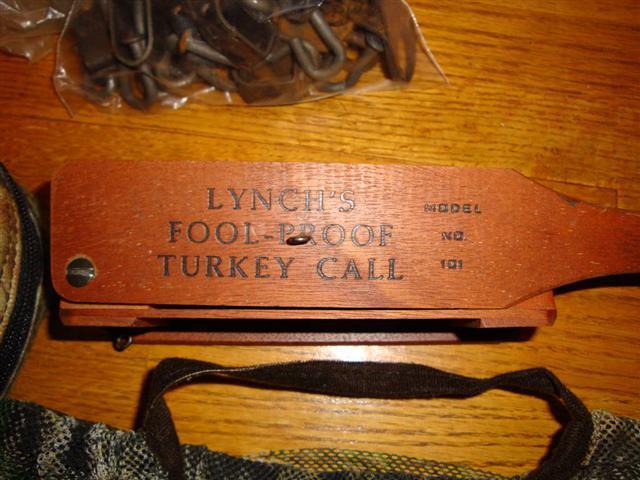 LYNCH'S
FOOL-PROOF
TURKEY CALL
MODEL
NO.
101